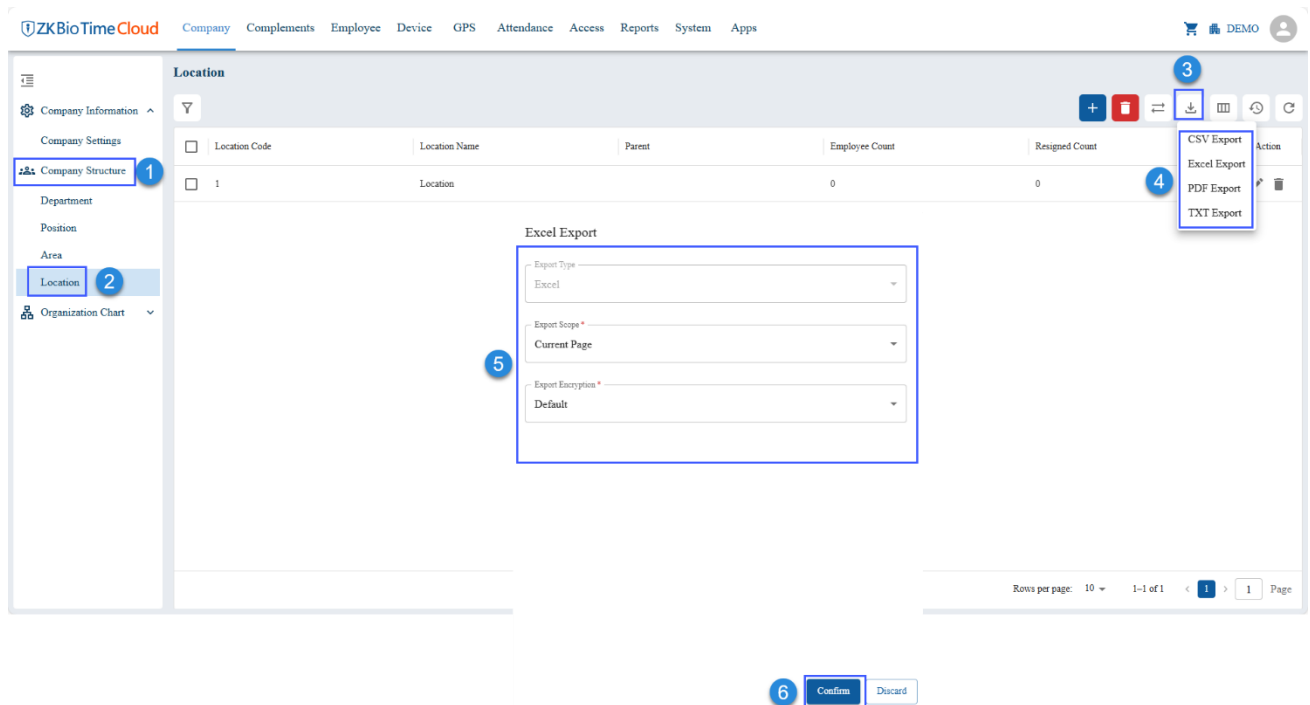 ZKBioTime Cloud Company Complements Employee Device GPS Attendance Access Reports System Apps DEMO
Location
3
Company Information
Company Settings
Location Code Location Name Parent Employee Count Resigned Count Action
CSV Export
Company Structure 1
Excel Export
1 Location 0 0
4 PDF Export
Department
TXT Export
Position
Excel Export
Area
Export Type
Location 2
Excel
Organization Chart
Export Scope *
Current Page
5
Export Encryption *
Default
Rows per page: 10 1–1 of 1 < 1 > 1 Page
6 Confirm Discard